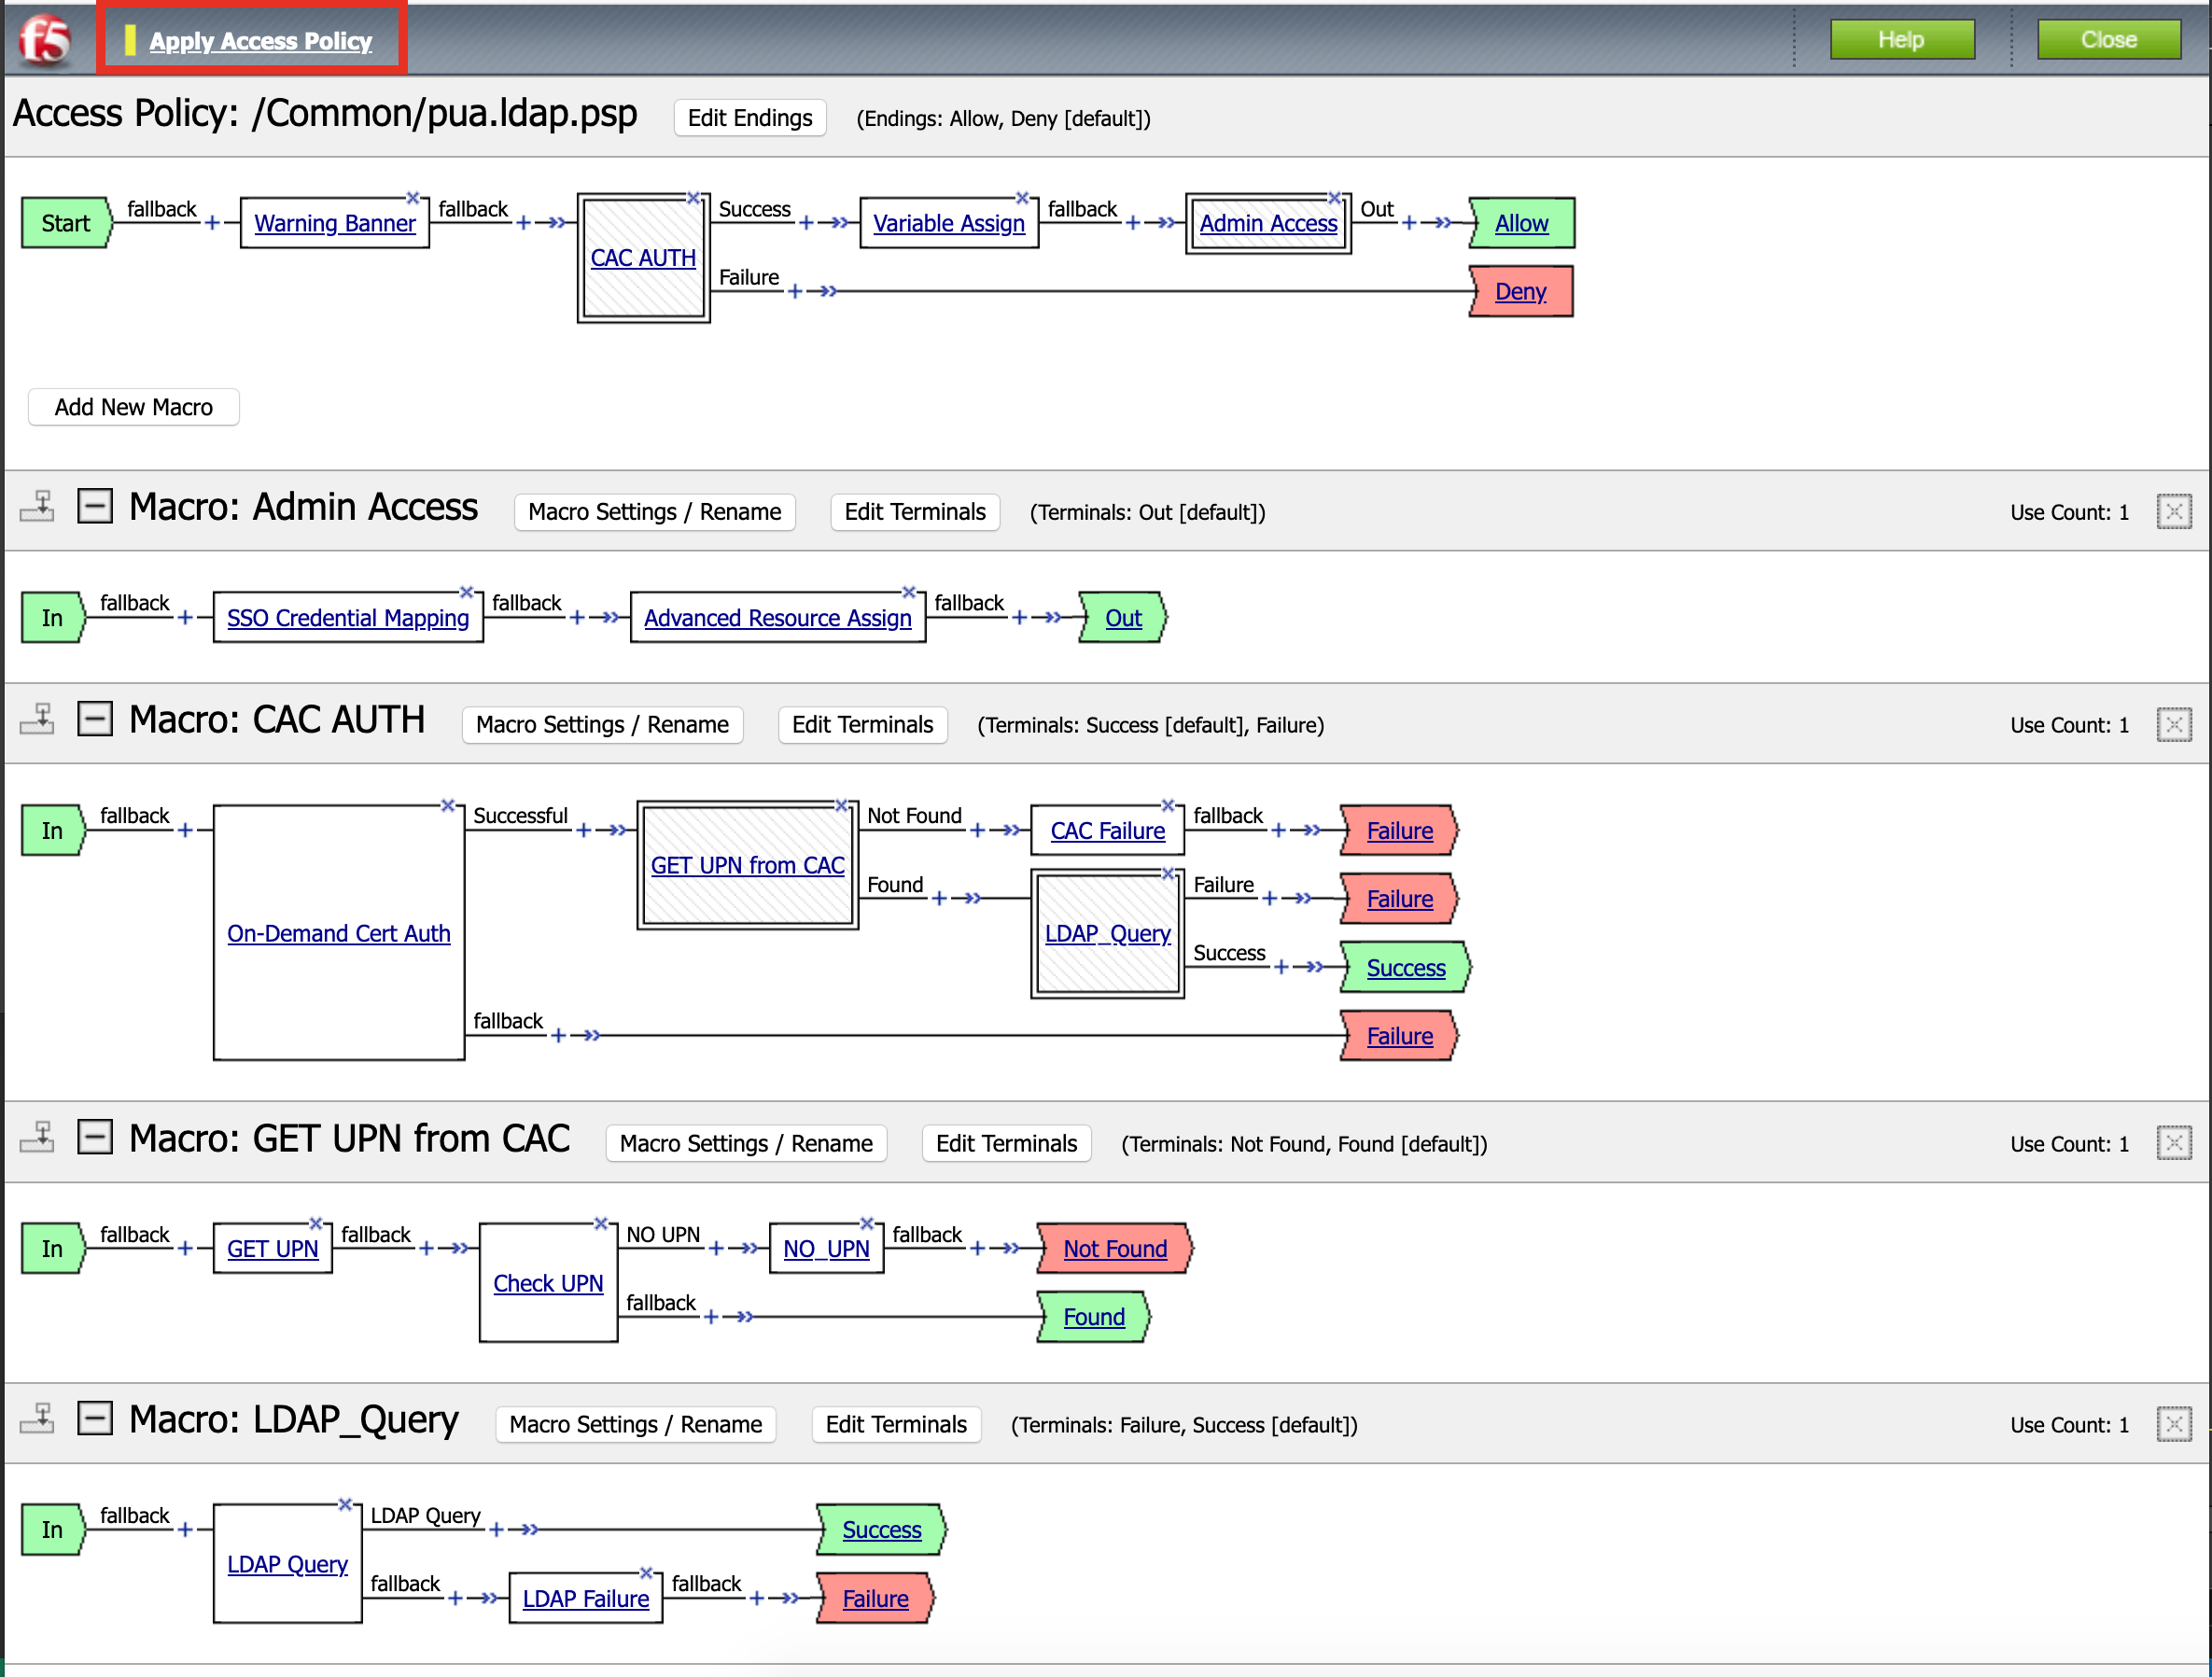 f5 Apply Access Policy Help Close
Access Policy: /Common/pua.ldap.psp Edit Endings (Endings: Allow, Deny [default])
Start fallback + Warning Banner fallback + CAC AUTH Success + Variable Assign fallback + Admin Access Out + Allow
Failure + Deny
Add New Macro
Macro: Admin Access Macro Settings / Rename Edit Terminals (Terminals: Out [default]) Use Count: 1
In fallback + SSO Credential Mapping fallback + Advanced Resource Assign fallback + Out
Macro: CAC AUTH Macro Settings / Rename Edit Terminals (Terminals: Success [default], Failure) Use Count: 1
In fallback + On-Demand Cert Auth Successful + GET UPN from CAC Not Found + CAC Failure fallback + Failure
Found + LDAP_Query Failure + Failure
Success + Success
fallback + Failure
Macro: GET UPN from CAC Macro Settings / Rename Edit Terminals (Terminals: Not Found, Found [default]) Use Count: 1
In fallback + GET UPN fallback + Check UPN NO UPN + NO_UPN fallback + Not Found
fallback + Found
Macro: LDAP_Query Macro Settings / Rename Edit Terminals (Terminals: Failure, Success [default]) Use Count: 1
In fallback + LDAP Query LDAP Query + Success
fallback + LDAP Failure fallback + Failure